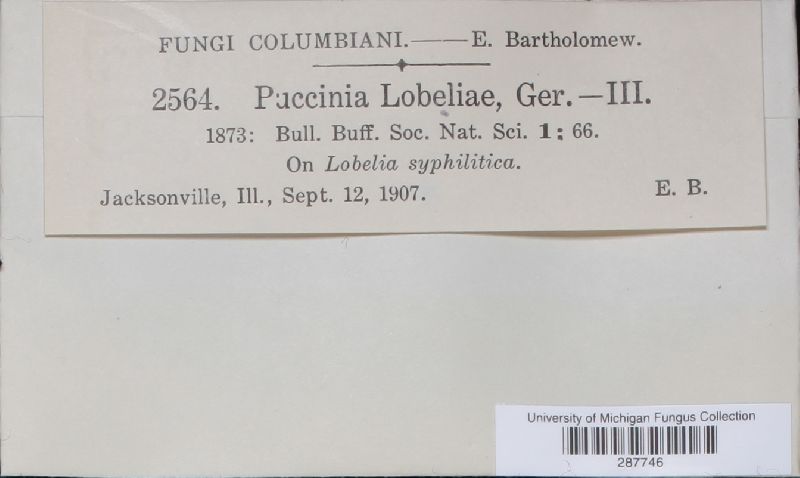 FUNGI COLUMBIANI.——E. Bartholomew.
2564. Puccinia Lobeliae, Ger.—III.
1873: Bull. Buff. Soc. Nat. Sci. 1: 66.
On Lobelia syphilitica.
Jacksonville, Ill., Sept. 12, 1907. E. B.
University of Michigan Fungus Collection
287746